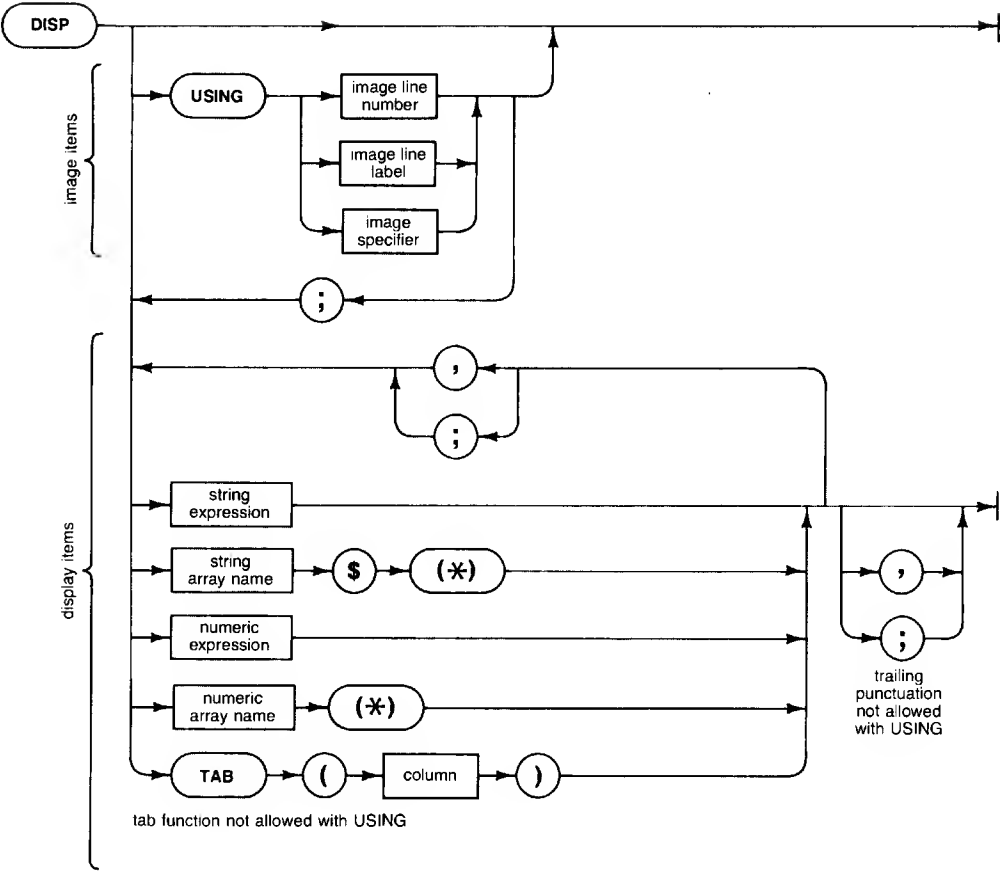 DISP
USING
image line
number
image line
label
image
specifier
image items
;
,
;
string
expression
string
array name
$
(*)
numeric
expression
numeric
array name
(*)
TAB
(
column
)
display items
,
;
trailing
punctuation
not allowed
with USING
tab function not allowed with USING